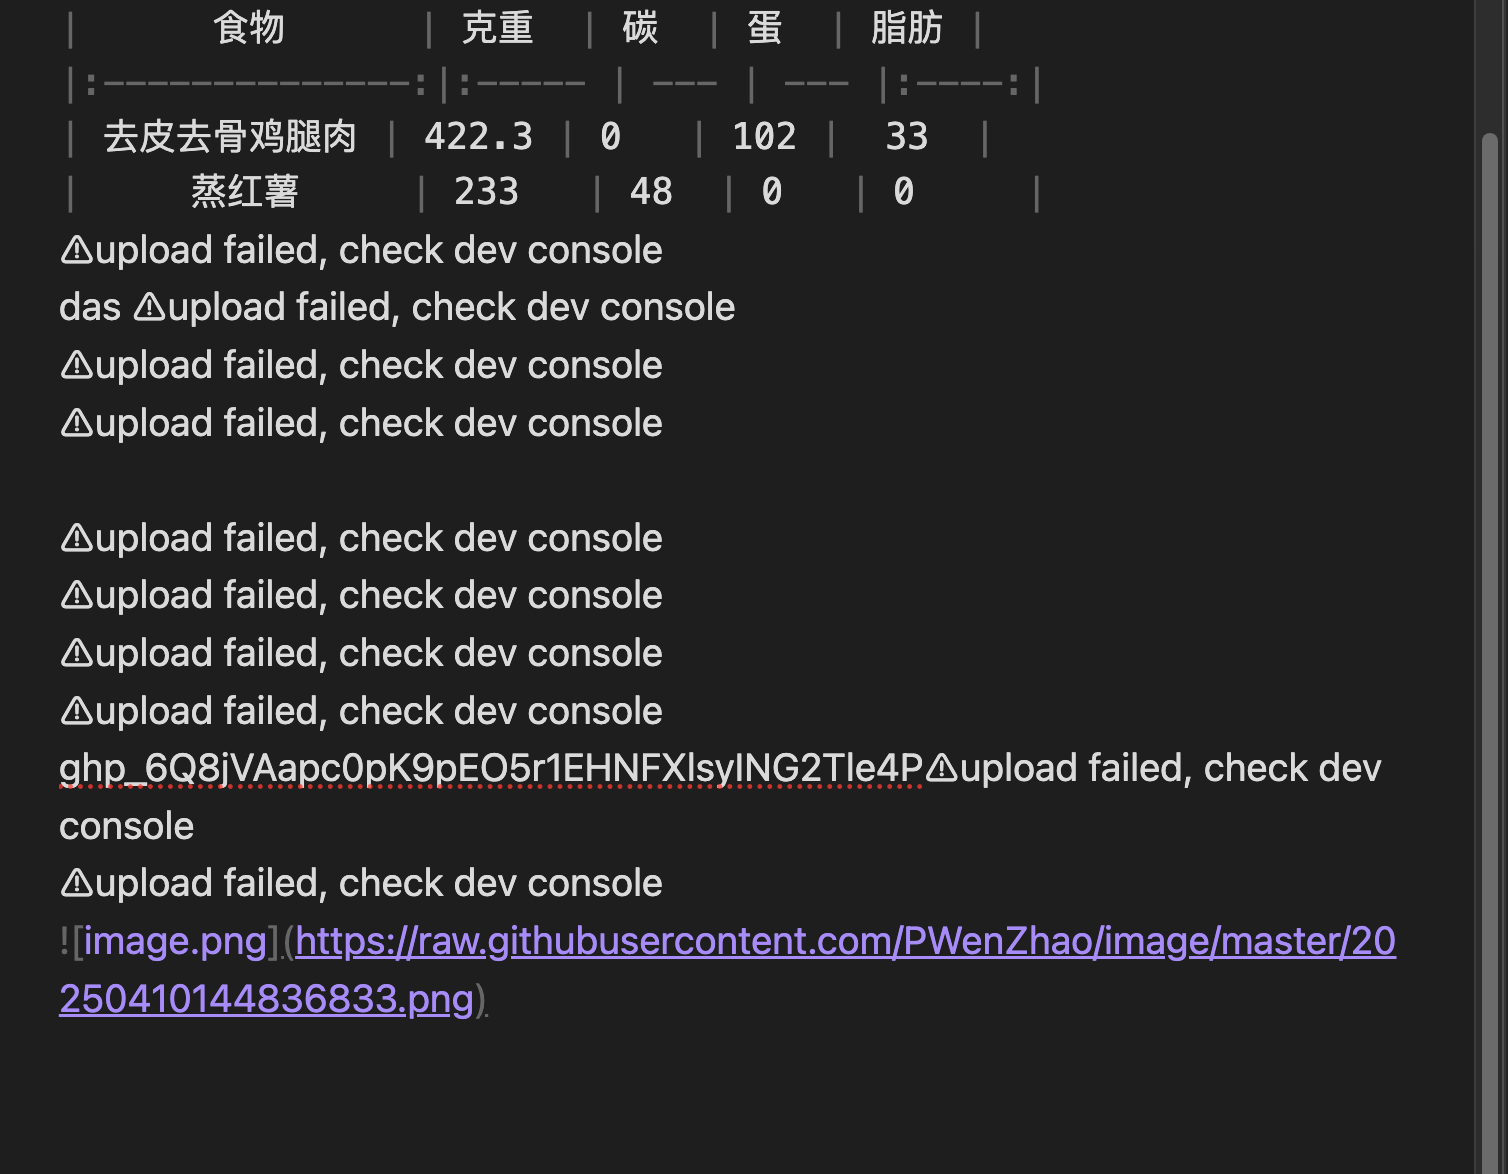 | 食物 | 克重 | 碳 | 蛋 | 脂肪 |
|:--------------:|:----- | --- | --- |:----:|
| 去皮去骨鸡腿肉 | 422.3 | 0 | 102 | 33 |
| 蒸红薯 | 233 | 48 | 0 | 0 |
⚠upload failed, check dev console
das ⚠upload failed, check dev console
⚠upload failed, check dev console
⚠upload failed, check dev console
⚠upload failed, check dev console
⚠upload failed, check dev console
⚠upload failed, check dev console
⚠upload failed, check dev console
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⚠upload failed, check dev
console
⚠upload failed, check dev console
![image.png](https://raw.githubusercontent.com/PWenZhao/image/master/20
250410144836833.png)